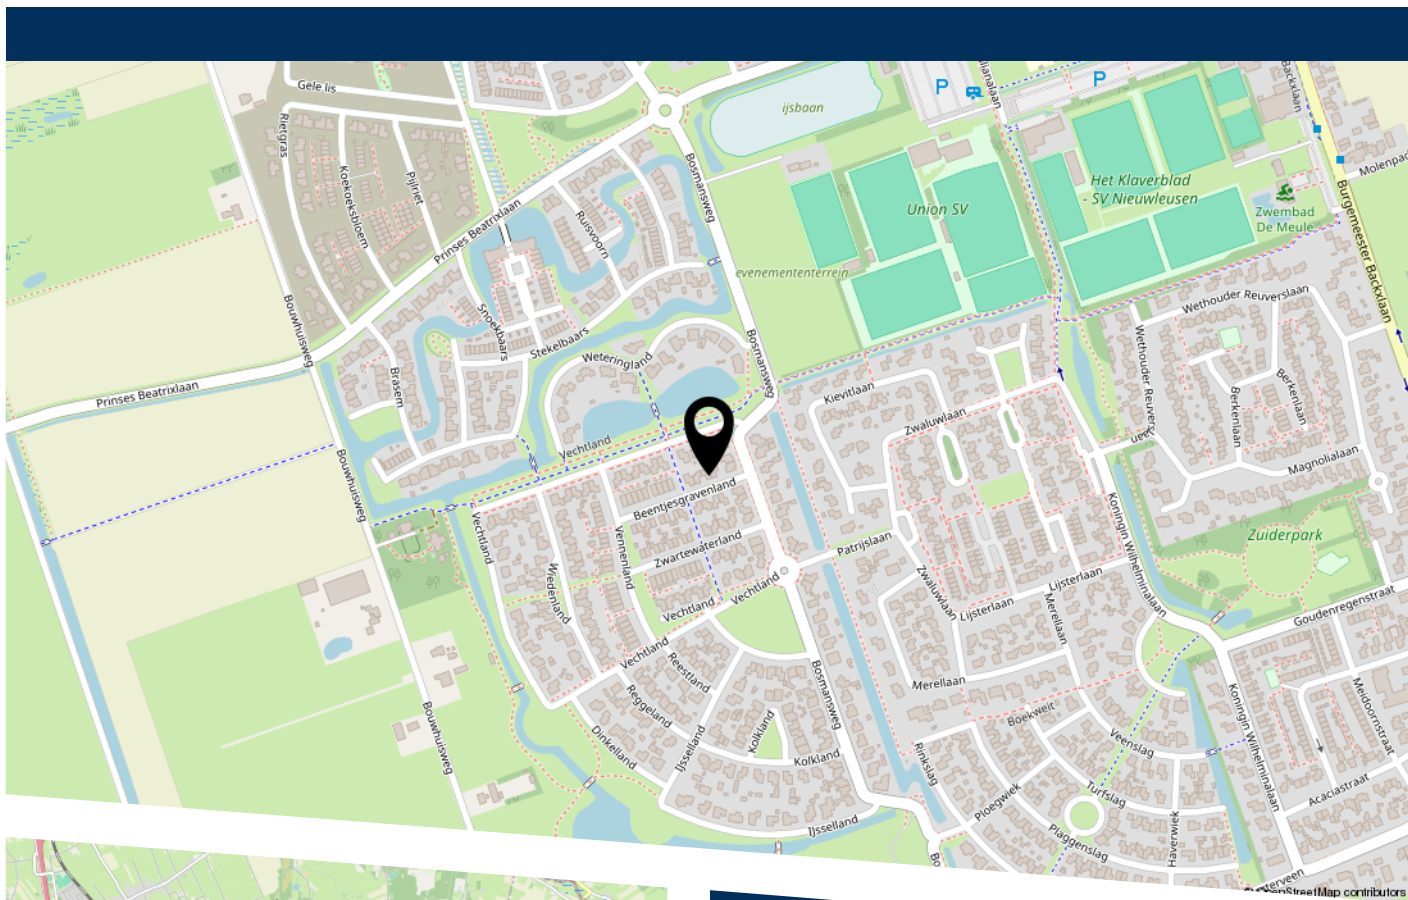 Gele lis
Rietgras
Koekoeksbloem
Pijlriet
Prinses Beatrixlaan
Ruisvoorn
Bosmansweg
ijsbaan
P
P
Backxlaan
Molenpad
Het Klaverblad
- SV Nieuwleusen
Union SV
Zwembad
De Meule
Burgemeester Backxlaan
evenemententerrein
Bouwhuisweg
Snoekbaars
Stekelbaars
Weteringland
Bosmansweg
Wethouder Reuverslaan
Prinses Beatrixlaan
Brasem
Kievitlaan
Zwaluwlaan
Berkenlaan
Berkenlaan
Vechtland
Magnolialaan
Bouwhuisweg
Beentjesgravenland
Vechtland
Vennenland
Zwartewaterland
Patrijslaan
Koningin Wilhelminalaan
Zuiderpark
Wiedenland
Vechtland
Vechtland
Zwaluwlaan
Lijsterlaan
Lijsterlaan
Merellaan
Goudenregenstraat
Vechtland
Reestland
Merellaan
Reggeland
Bosmansweg
Boekweit
Meidoornstraat
Bouwhuisweg
Dinkelland
IJsselland
Kolkland
Kolkland
Rinkslag
Veenslag
Koningin Wilhelminalaan
Ploegwiek
Turfslag
Acaciastraat
IJsselland
Plaggenslag
Haverwiek
OpenStreetMap contributors